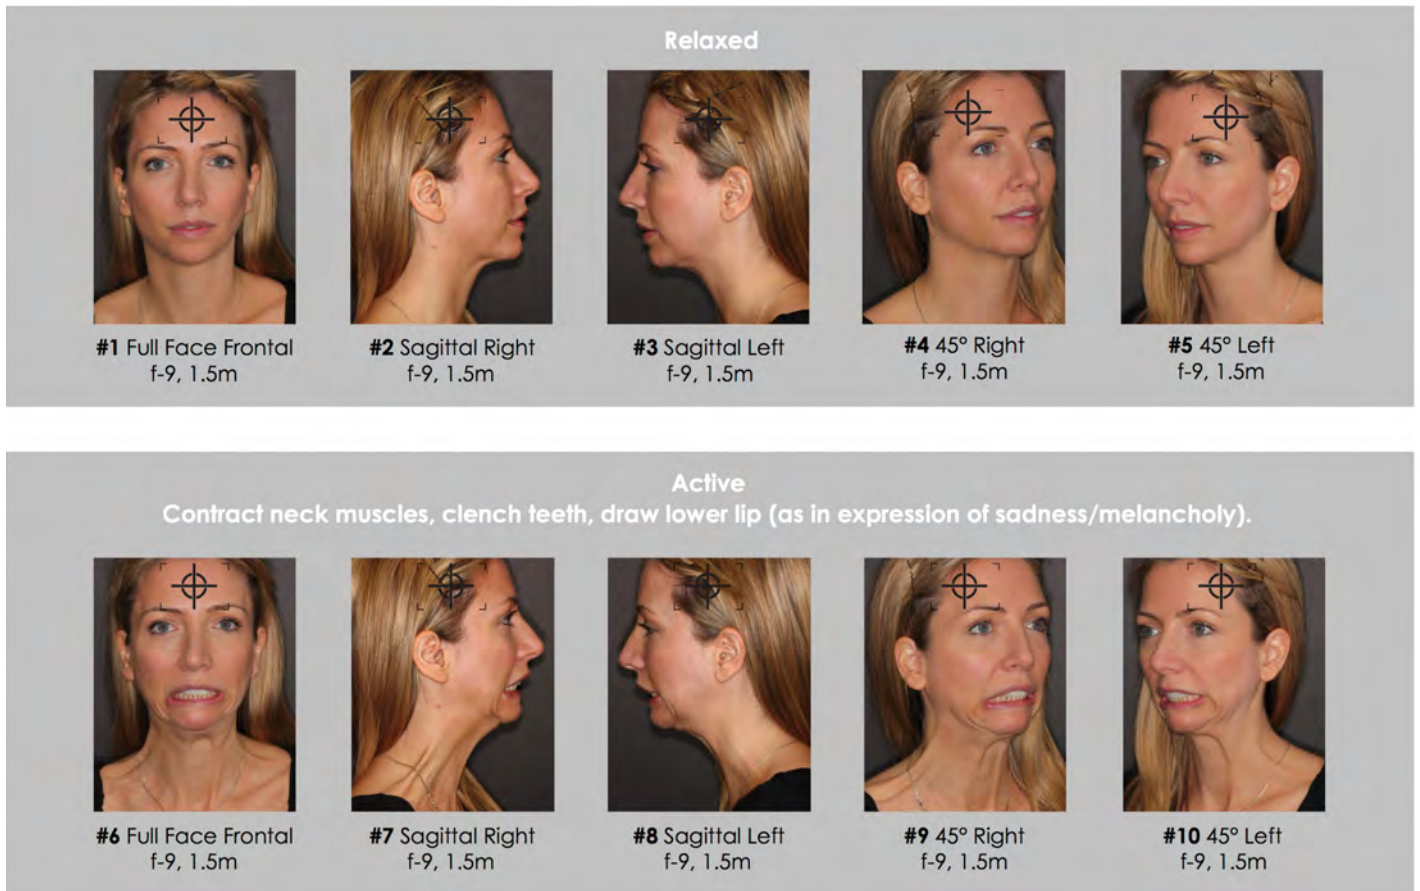 Relaxed
#1 Full Face Frontal
f-9, 1.5m
#2 Sagittal Right
f-9, 1.5m
#3 Sagittal Left
f-9, 1.5m
#4 45° Right
f-9, 1.5m
#5 45° Left
f-9, 1.5m
Active
Contract neck muscles, clench teeth, draw lower lip (as in expression of sadness/melancholy).
#6 Full Face Frontal
f-9, 1.5m
#7 Sagittal Right
f-9, 1.5m
#8 Sagittal Left
f-9, 1.5m
#9 45° Right
f-9, 1.5m
#10 45° Left
f-9, 1.5m